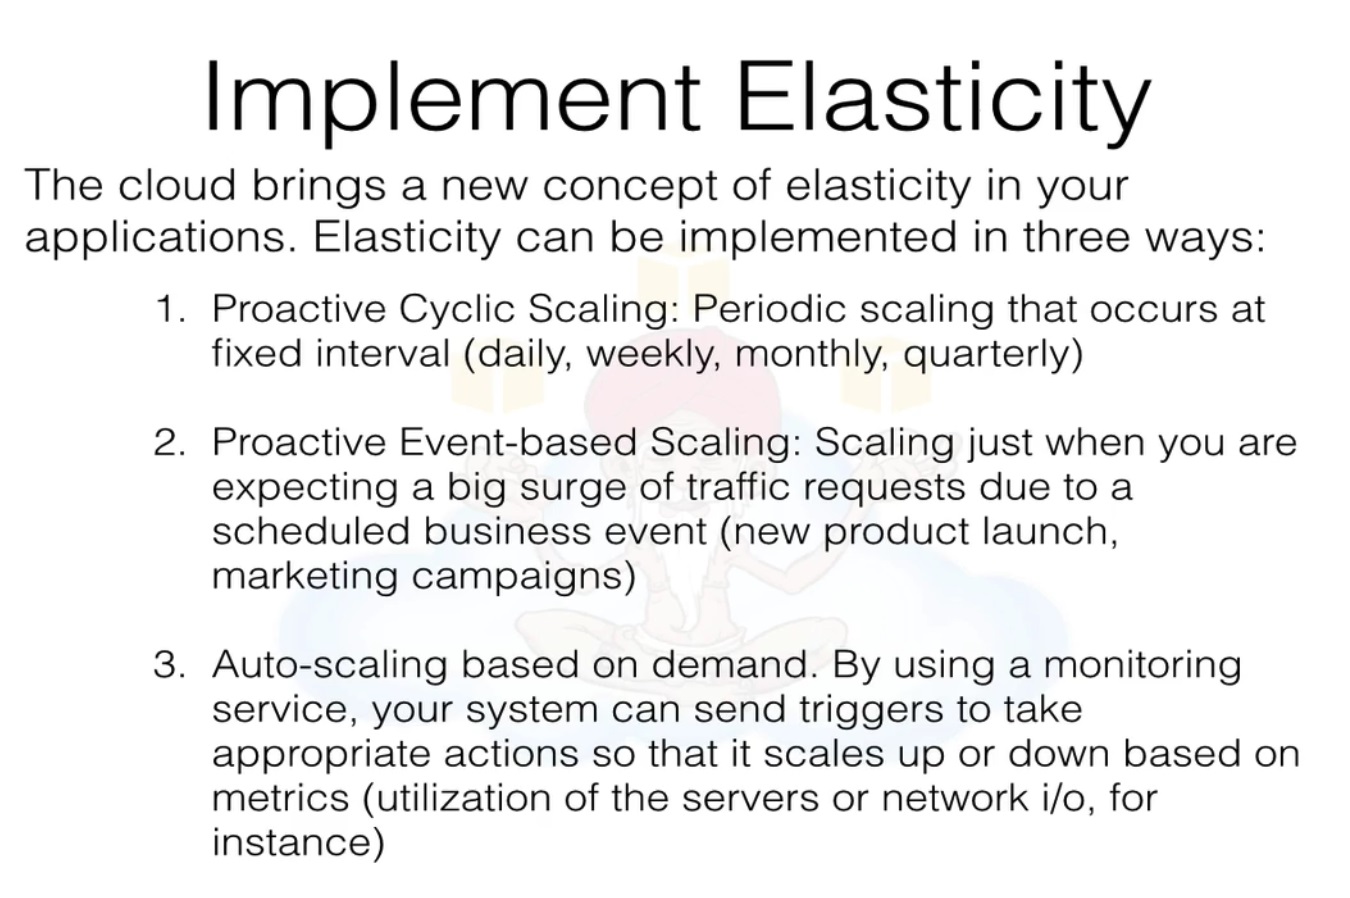 Implement Elasticity
The cloud brings a new concept of elasticity in your
applications. Elasticity can be implemented in three ways:
1. Proactive Cyclic Scaling: Periodic scaling that occurs at
fixed interval (daily, weekly, monthly, quarterly)
2. Proactive Event-based Scaling: Scaling just when you are
expecting a big surge of traffic requests due to a
scheduled business event (new product launch,
marketing campaigns)
3. Auto-scaling based on demand. By using a monitoring
service, your system can send triggers to take
appropriate actions so that it scales up or down based on
metrics (utilization of the servers or network i/o, for
instance)